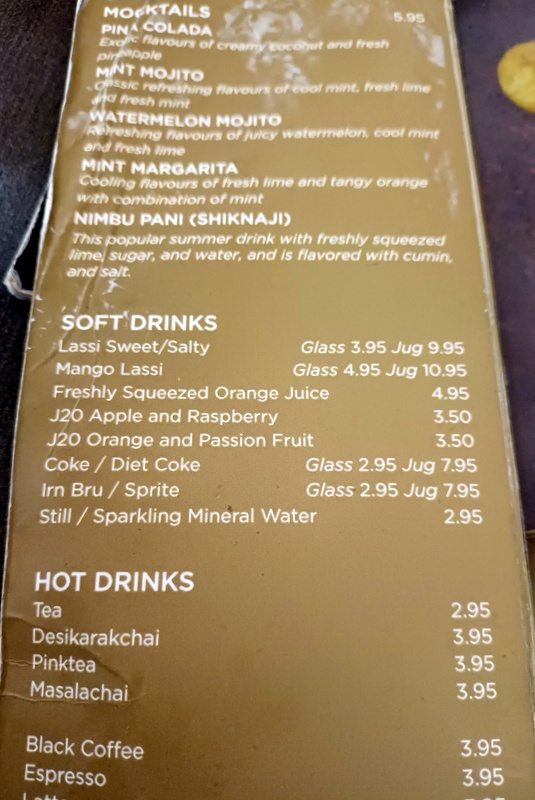 MOCKTAILS 5.95
PINA COLADA
Exotic flavours of creamy coconut and fresh
pineapple
MINT MOJITO
Classic refreshing flavours of cool mint, fresh lime
and fresh mint
WATERMELON MOJITO
Refreshing flavours of juicy watermelon, cool mint
and fresh lime
MINT MARGARITA
Cooling flavours of fresh lime and tangy orange
with combination of mint
NIMBU PANI (SHIKNAJI)
This popular summer drink with freshly squeezed
lime, sugar, and water, and is flavored with cumin,
and salt.
SOFT DRINKS
Lassi Sweet/Salty Glass 3.95 Jug 9.95
Mango Lassi Glass 4.95 Jug 10.95
Freshly Squeezed Orange Juice 4.95
J20 Apple and Raspberry 3.50
J20 Orange and Passion Fruit 3.50
Coke / Diet Coke Glass 2.95 Jug 7.95
Irn Bru / Sprite Glass 2.95 Jug 7.95
Still / Sparkling Mineral Water 2.95
HOT DRINKS
Tea 2.95
Desikarakchai 3.95
Pinktea 3.95
Masalachai 3.95
Black Coffee 3.95
Espresso 3.95